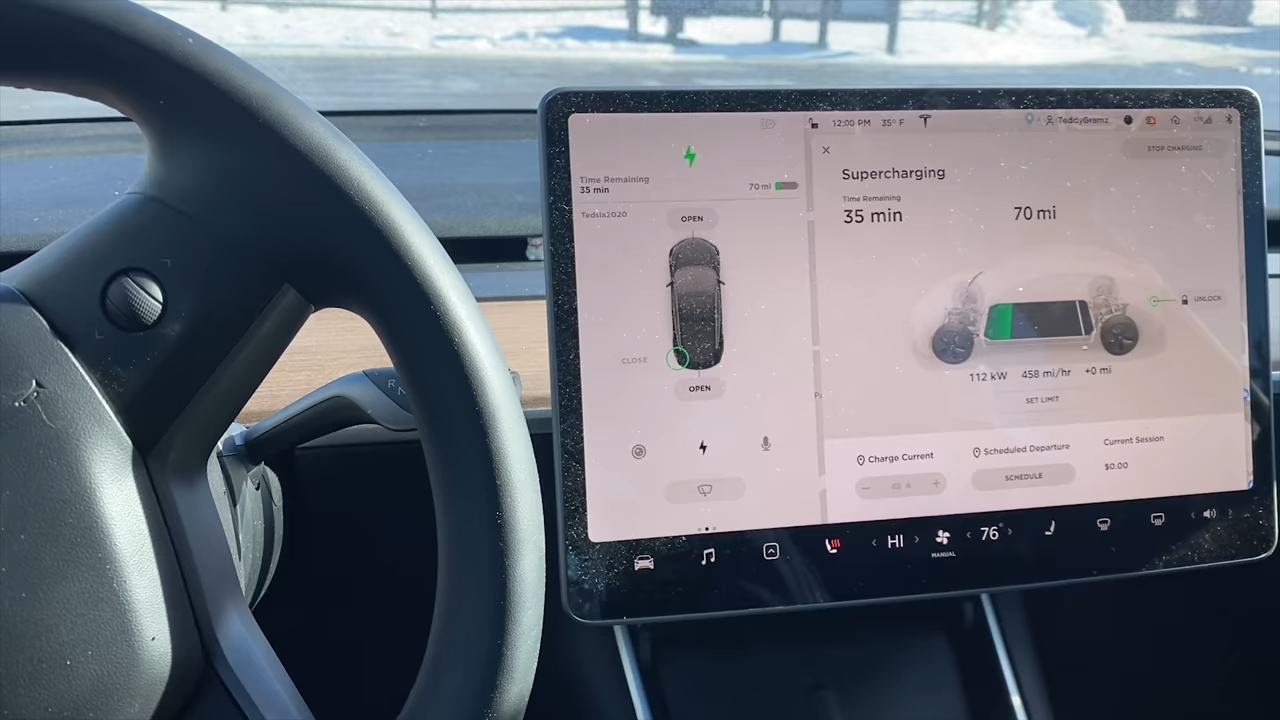 12:00 PM 35° F
TeddyGramz
LTE
Time Remaining
35 min
70 mi
Tedsla2020
OPEN
CLOSE
OPEN
STOP CHARGING
Supercharging
Time Remaining
35 min
70 mi
UNLOCK
112 kW 458 mi/hr +0 mi
SET LIMIT
Charge Current
Scheduled Departure
SCHEDULE
Current Session
$0.00
HI
MANUAL
76°
R
N